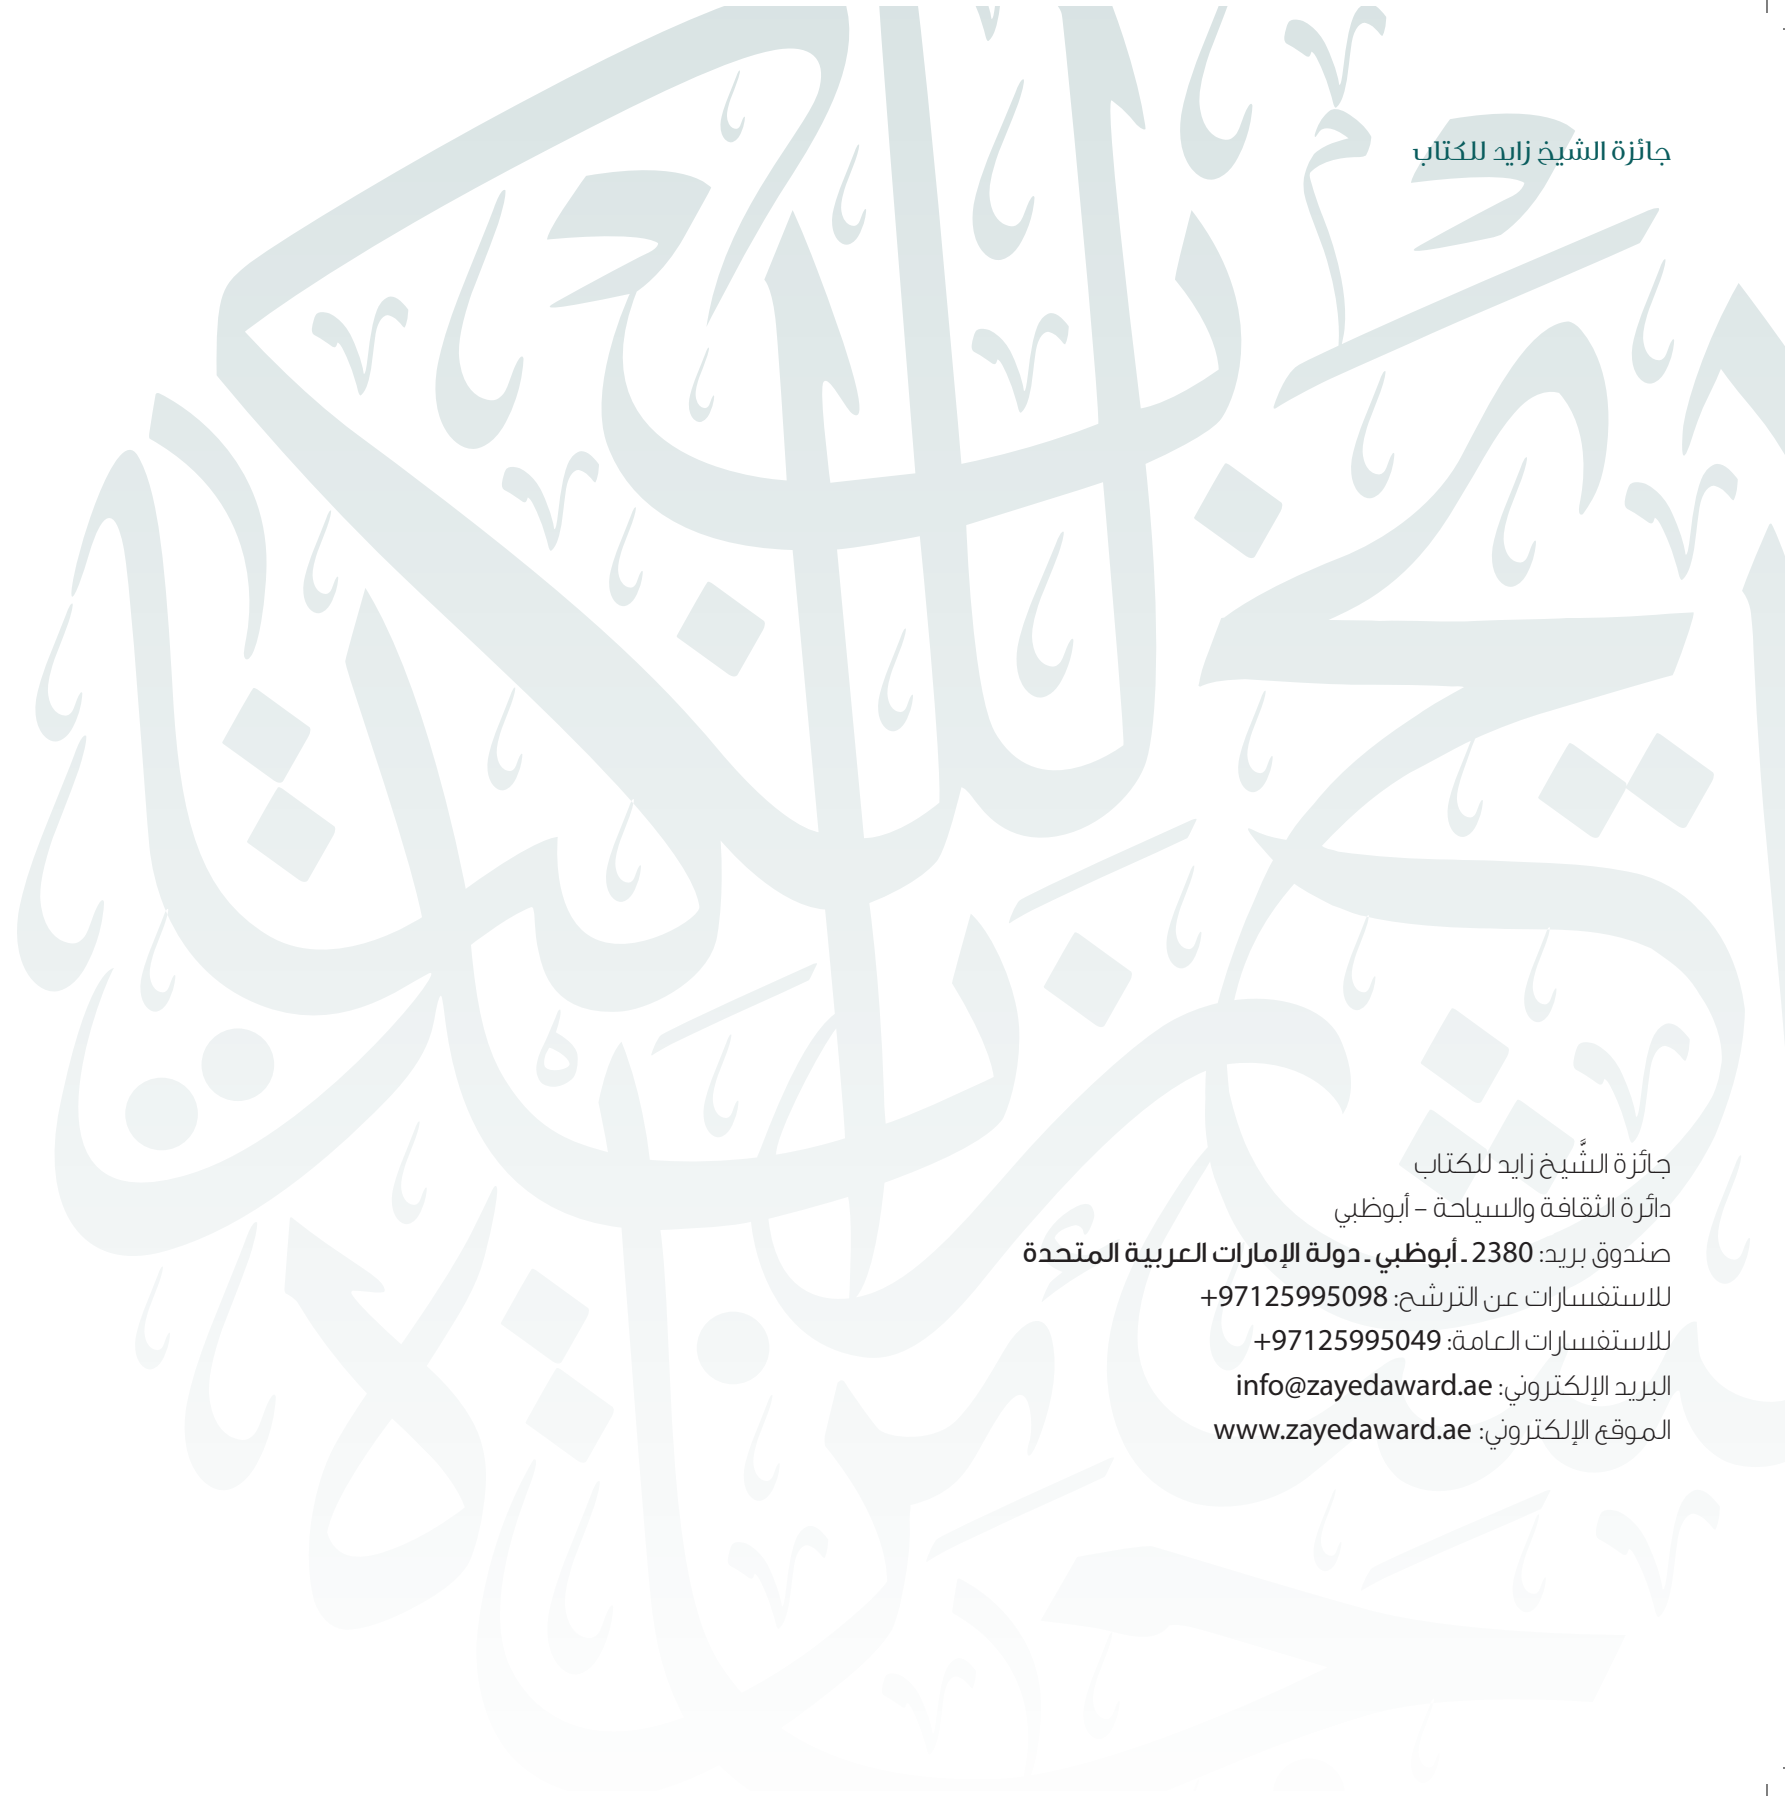 جائزة الشيخ زايد للكتاب
جائزة الشَّيخ زايد للكتاب
دائرة الثقافة والسياحة – أبوظبي
صندوق بريد: 2380 ـ أبوظبي ـ دولة الإمارات العربية المتحدة
للاستفسارات عن الترشح: 97125995098+
للاستفسارات العامة: 97125995049+
البريد الإلكتروني: info@zayedaward.ae
الموقع الإلكتروني: www.zayedaward.ae